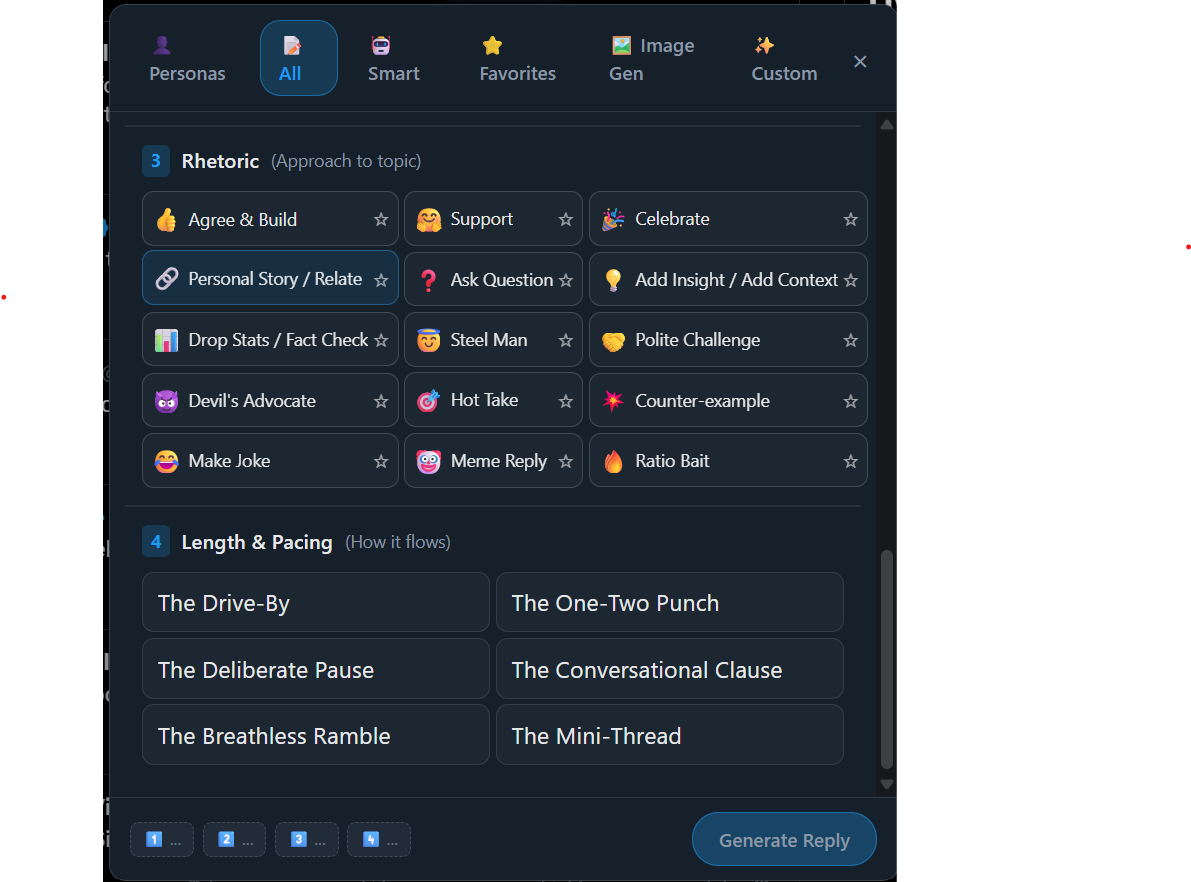 Personas
All
Smart
Favorites
Image Gen
Custom
×
3 Rhetoric (Approach to topic)
Agree & Build
Support
Celebrate
Personal Story / Relate
Ask Question
Add Insight / Add Context
Drop Stats / Fact Check
Steel Man
Polite Challenge
Devil's Advocate
Hot Take
Counter-example
Make Joke
Meme Reply
Ratio Bait
4 Length & Pacing (How it flows)
The Drive-By
The One-Two Punch
The Deliberate Pause
The Conversational Clause
The Breathless Ramble
The Mini-Thread
1 ...
2 ...
3 ...
4 ...
Generate Reply